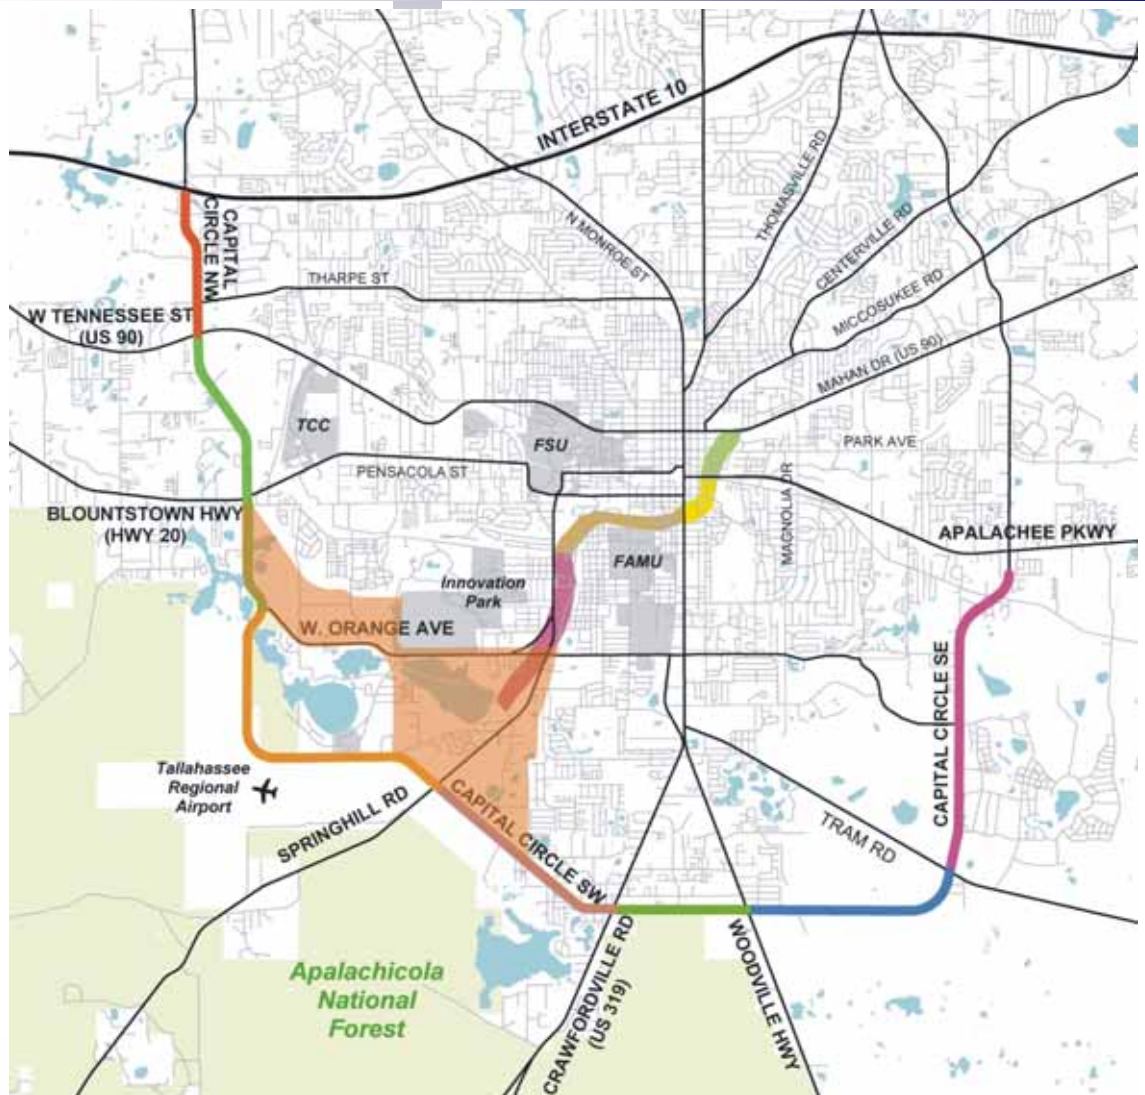 INTERSTATE 10
CAPITAL
CIRCLE NW
N MONROE ST
THOMASVILLE RD
CENTERVILLE RD
MICCOSUKEE RD
MAHAN DR (US 90)
THARPE ST
W TENNESSEE ST
(US 90)
TCC
FSU
PARK AVE
PENSACOLA ST
MAGNOLIA DR
BLOUNTSTOWN HWY
(HWY 20)
APALACHEE PKWY
FAMU
Innovation
Park
W. ORANGE AVE
CAPITAL CIRCLE SE
Tallahassee
Regional
Airport
SPRINGHILL RD
CAPITAL CIRCLE SW
TRAM RD
Apalachicola
National
Forest
CRAWFORDVILLE RD
(US 319)
WOODVILLE HWY